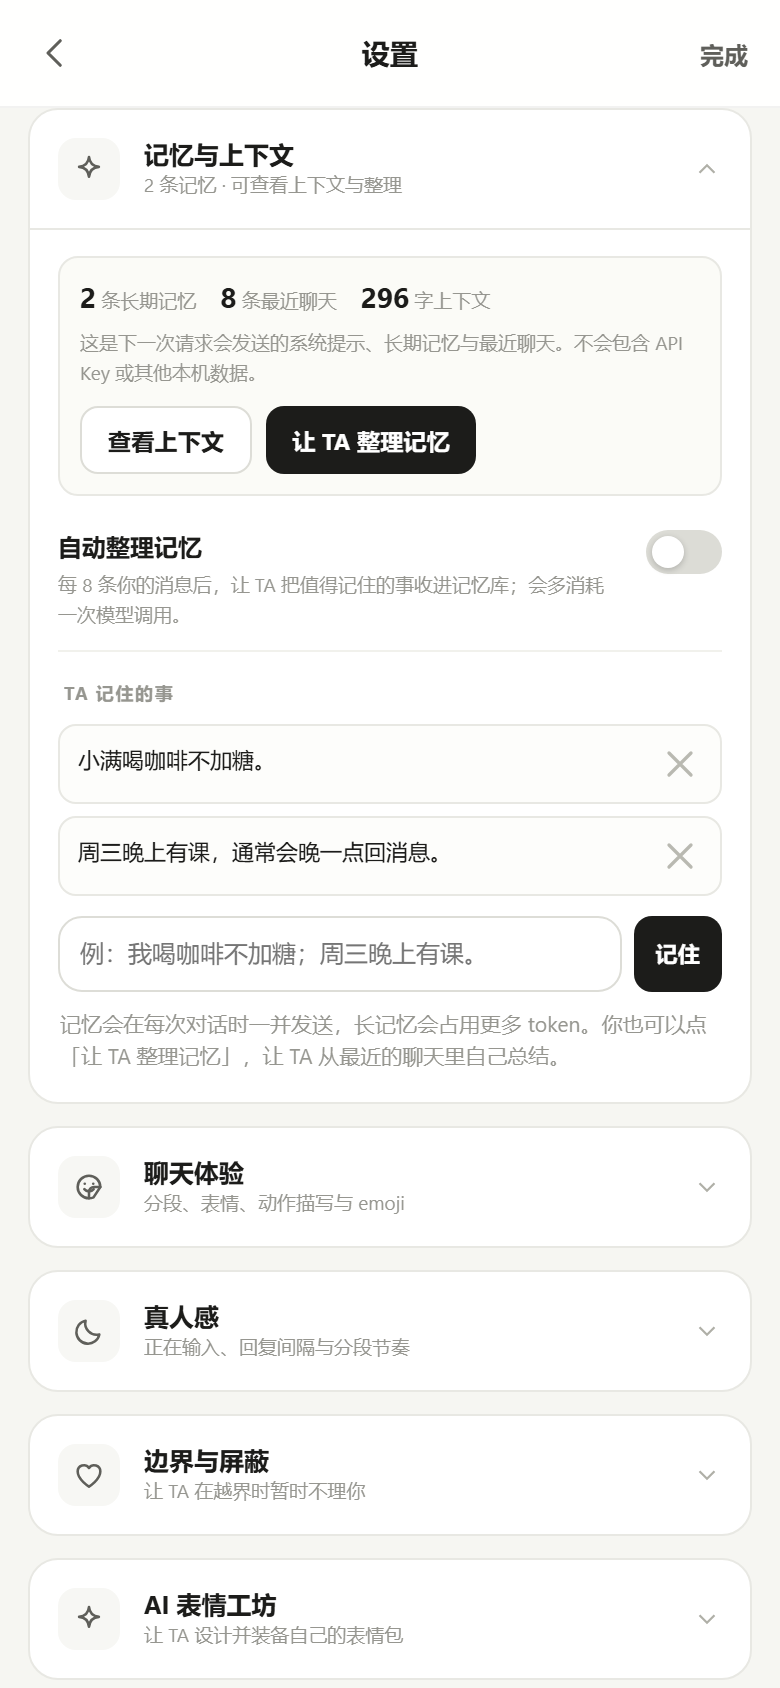 设置
完成
记忆与上下文
2 条记忆 · 可查看上下文与整理
2 条长期记忆 8 条最近聊天 296 字上下文
这是下一次请求会发送的系统提示、长期记忆与最近聊天。不会包含 API
Key 或其他本机数据。
查看上下文
让 TA 整理记忆
自动整理记忆
每 8 条你的消息后，让 TA 把值得记住的事收进记忆库；会多消耗
一次模型调用。
TA 记住的事
小满喝咖啡不加糖。
周三晚上有课，通常会晚一点回消息。
例：我喝咖啡不加糖；周三晚上有课。
记住
记忆会在每次对话时一并发送，长记忆会占用更多 token。你也可以点
「让 TA 整理记忆」，让 TA 从最近的聊天里自己总结。
聊天体验
分段、表情、动作描写与 emoji
真人感
正在输入、回复间隔与分段节奏
边界与屏蔽
让 TA 在越界时暂时不理你
AI 表情工坊
让 TA 设计并装备自己的表情包